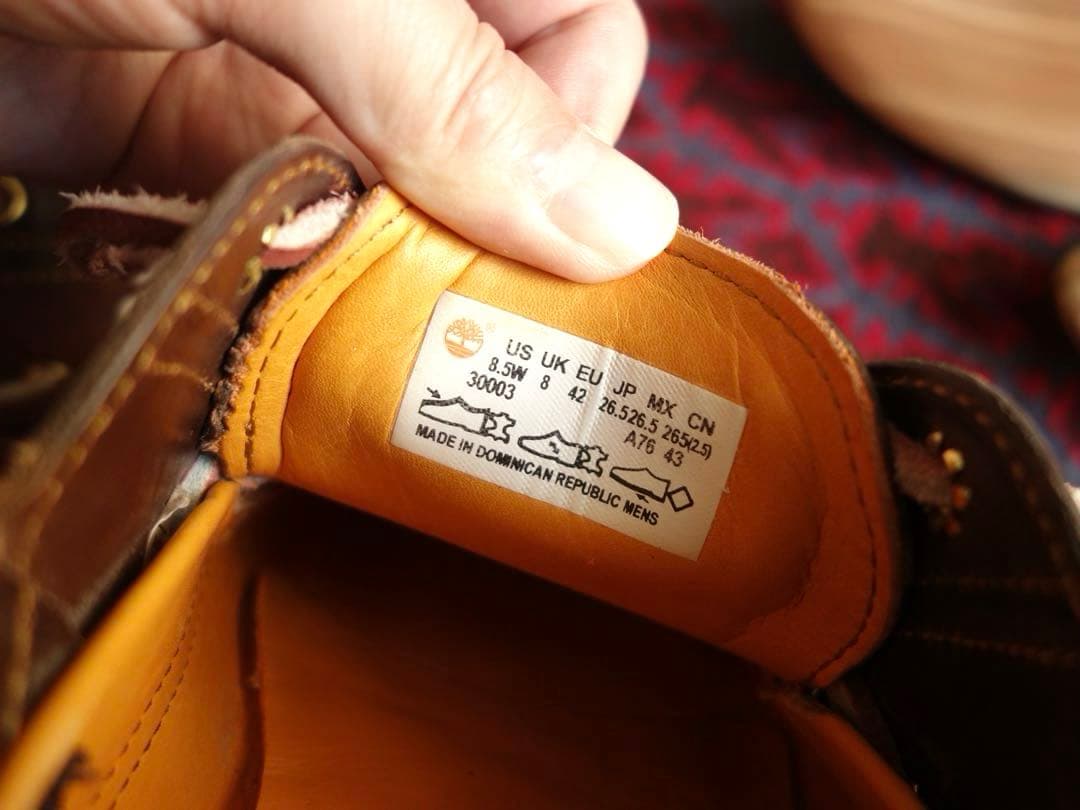 ®
US UK EU JP MX CN
8.5W 8 42 26.5 26.5 265(2.5)
30003 A76 43
MADE IN DOMINICAN REPUBLIC MENS